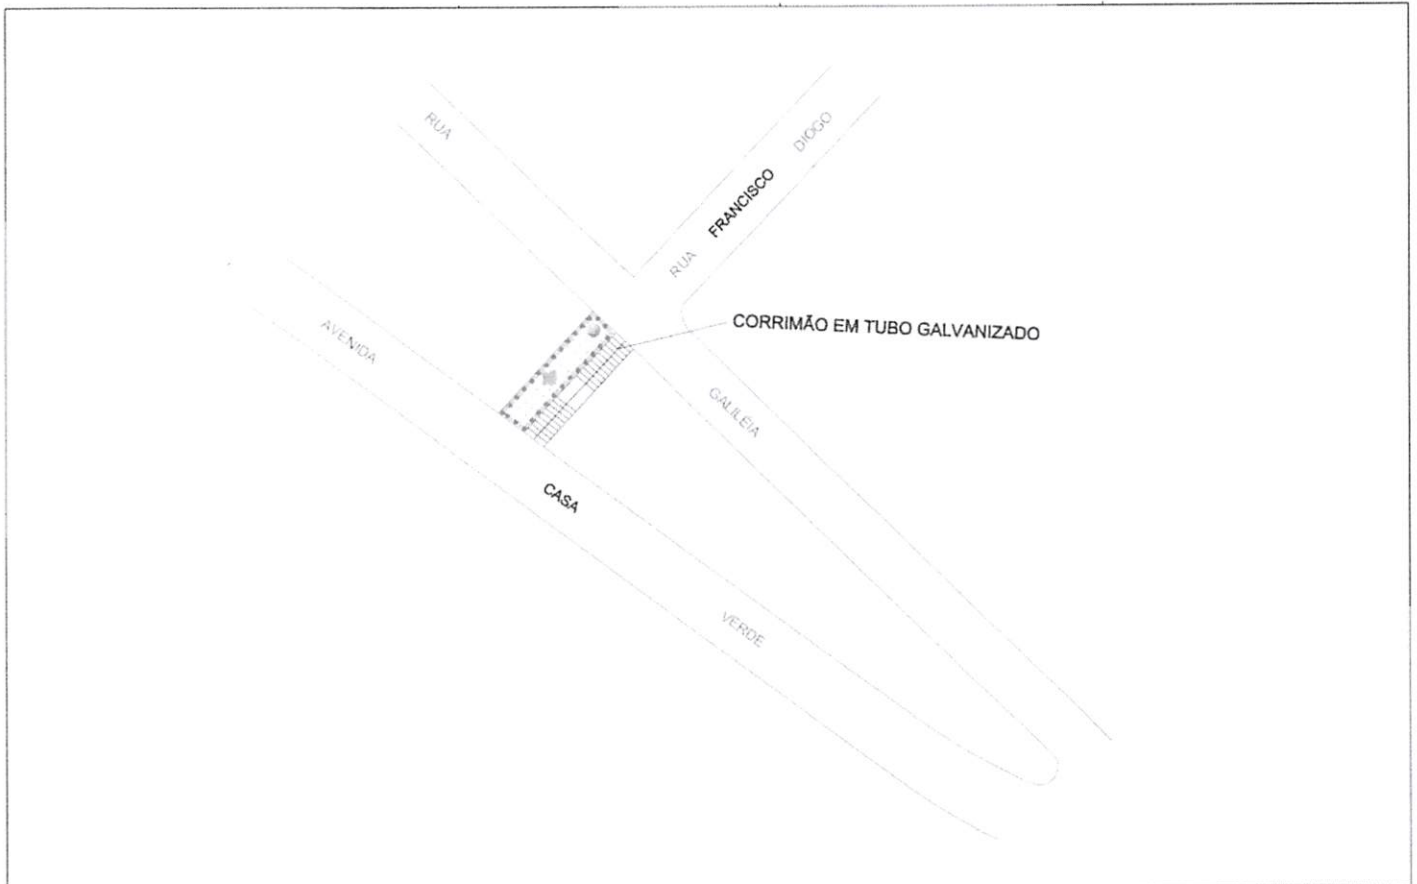 RUA
DIOGO
FRANCISCO
RUA
CORRIMÃO EM TUBO GALVANIZADO
AVENIDA
GALILÉIA
CASA
VERDE